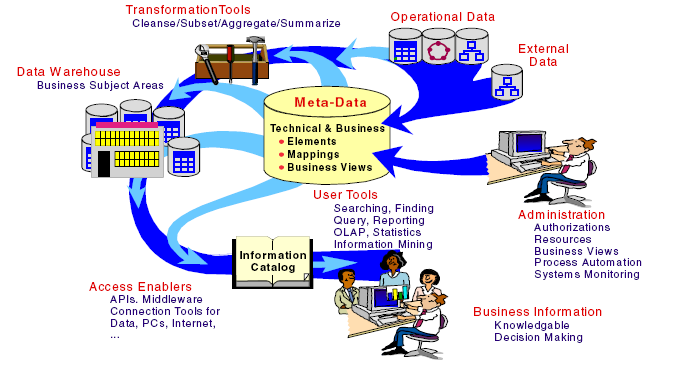 TransformationTools
Cleanse/Subset/Aggregate/Summarize
Operational Data
External
Data
Data Warehouse
Business Subject Areas
Meta-Data
Technical & Business
• Elements
• Mappings
• Business Views
User Tools
Searching, Finding
Query, Reporting
OLAP, Statistics
Information Mining
Administration
Authorizations
Resources
Business Views
Process Automation
Systems Monitoring
Information
Catalog
Access Enablers
APIs. Middleware
Connection Tools for
Data, PCs, Internet,
...
Business Information
Knowledgable
Decision Making